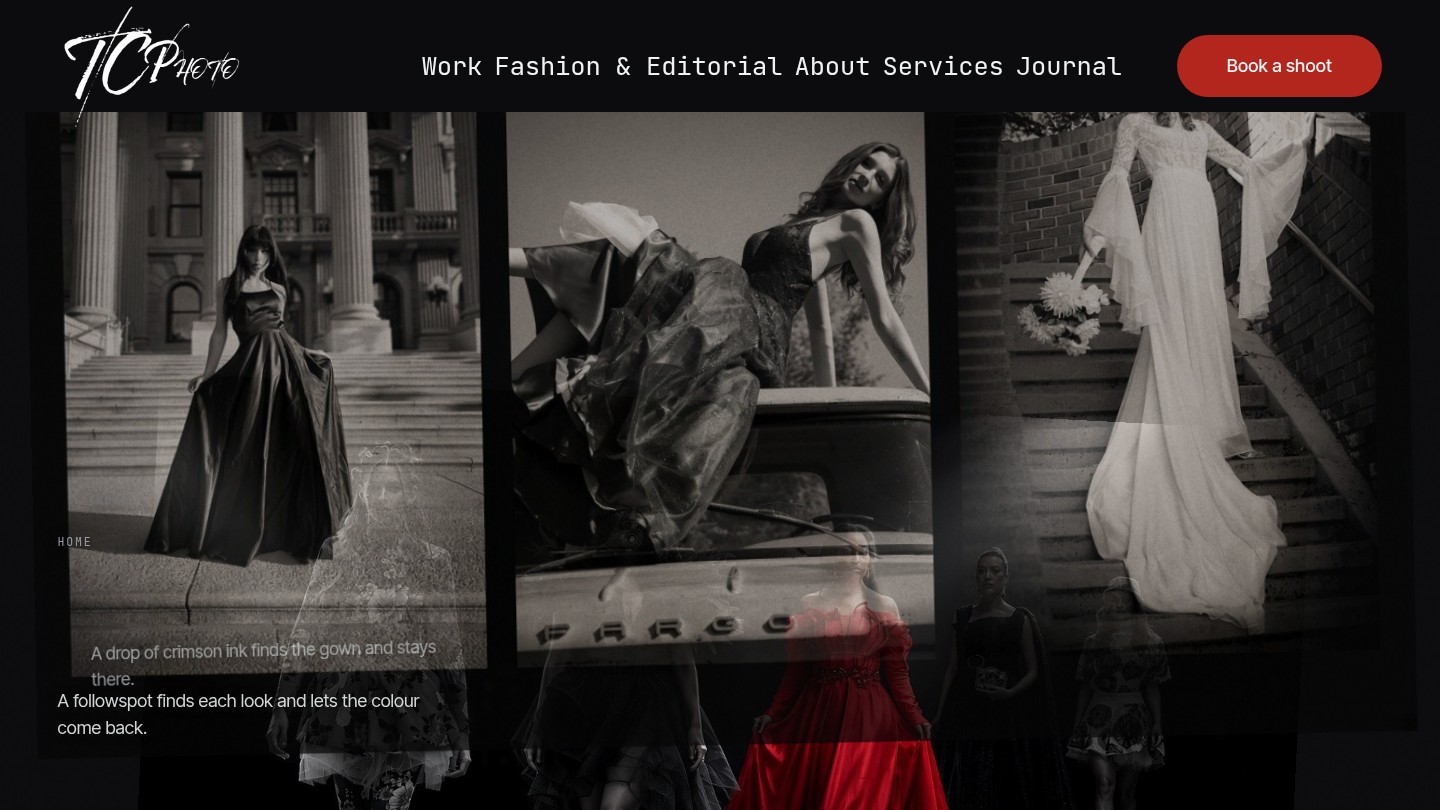 TCPHOTO
Work Fashion & Editorial About Services Journal
Book a shoot
HOME
FARGO
A drop of crimson ink finds the gown and stays
there.
A followspot finds each look and lets the colour
come back.